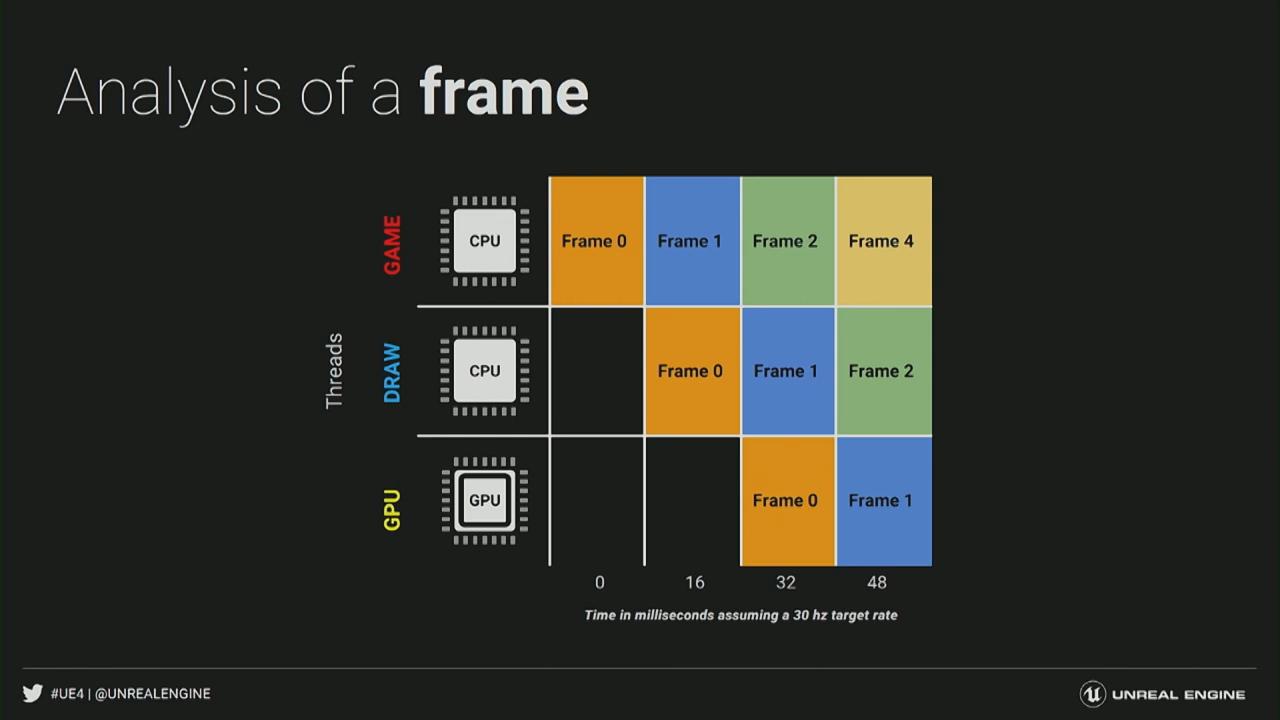 Analysis of a frame
Threads
GAME
CPU
Frame 0
Frame 1
Frame 2
Frame 4
DRAW
CPU
Frame 0
Frame 1
Frame 2
GPU
GPU
Frame 0
Frame 1
0
16
32
48
Time in milliseconds assuming a 30 hz target rate
#UE4 | @UNREALENGINE
UNREAL ENGINE